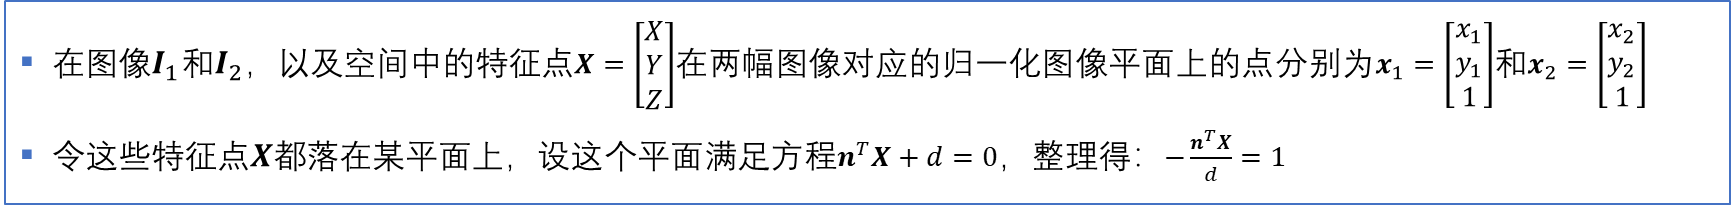 ▪ 在图像𝑰₁和𝑰₂，以及空间中的特征点𝑿 = [X Y Z]在两幅图像对应的归一化图像平面上的点分别为𝒙₁ = [x₁ y₁ 1]和𝒙₂ = [x₂ y₂ 1]
▪ 令这些特征点𝑿都落在某平面上，设这个平面满足方程𝒏ᵀ𝑿 + d = 0，整理得：−𝒏ᵀ𝑿/d = 1